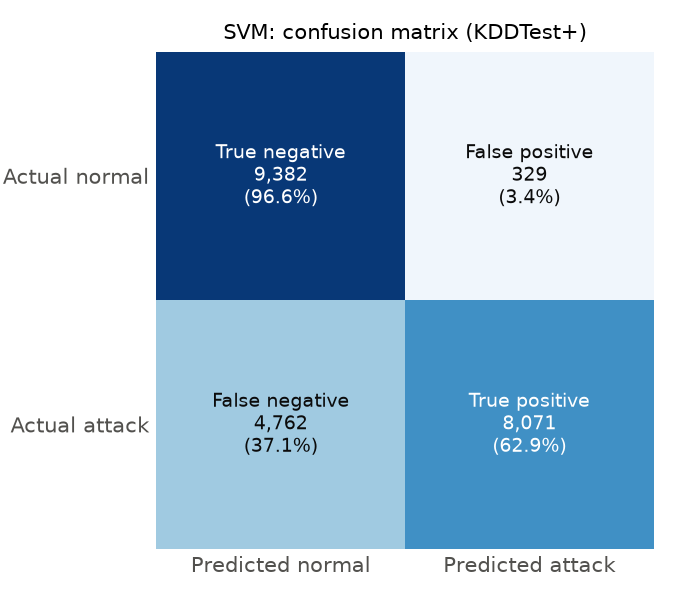 SVM: confusion matrix (KDDTest+)
Actual normal
True negative
9,382
(96.6%)
False positive
329
(3.4%)
Actual attack
False negative
4,762
(37.1%)
True positive
8,071
(62.9%)
Predicted normal
Predicted attack